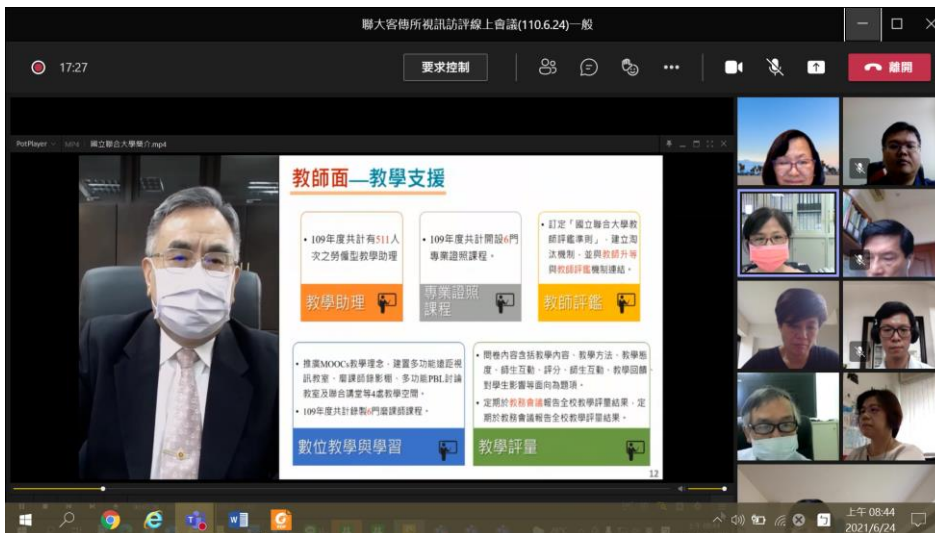 聯大客傳所視訊訪評線上會議(110.6.24)一般
17:27
要求控制
離開
PotPlayer
MP4
國立聯合大學簡介.mp4
教師面—教學支援
• 109年度共計有511人
次之勞僱型教學助理
教學助理
• 109年度共計開設6門
專業證照課程。
專業證照
課程
• 訂定「國立聯合大學教
師評鑑準則」、建立淘
汰機制,並與教師升等
與教師評鑑機制連結。
教師評鑑
• 推廣MOOCs教學理念,建置多功能遠距視
訊教室、磨課師錄影棚、多功能PBL討論
教室及聯合講堂等4處教學空間。
• 109年度共計錄製6門磨課師課程。
數位教學與學習
• 問卷內容含括教學內容、教學方法、教學態
度、師生互動、評分、師生互動、教學回饋、
對學生影響等面向為題項。
• 定期於教務會議報告全校教學評量結果,定
期於教務會議報告全校教學評量結果。
教學評量
12
上午 08:44
2021/6/24